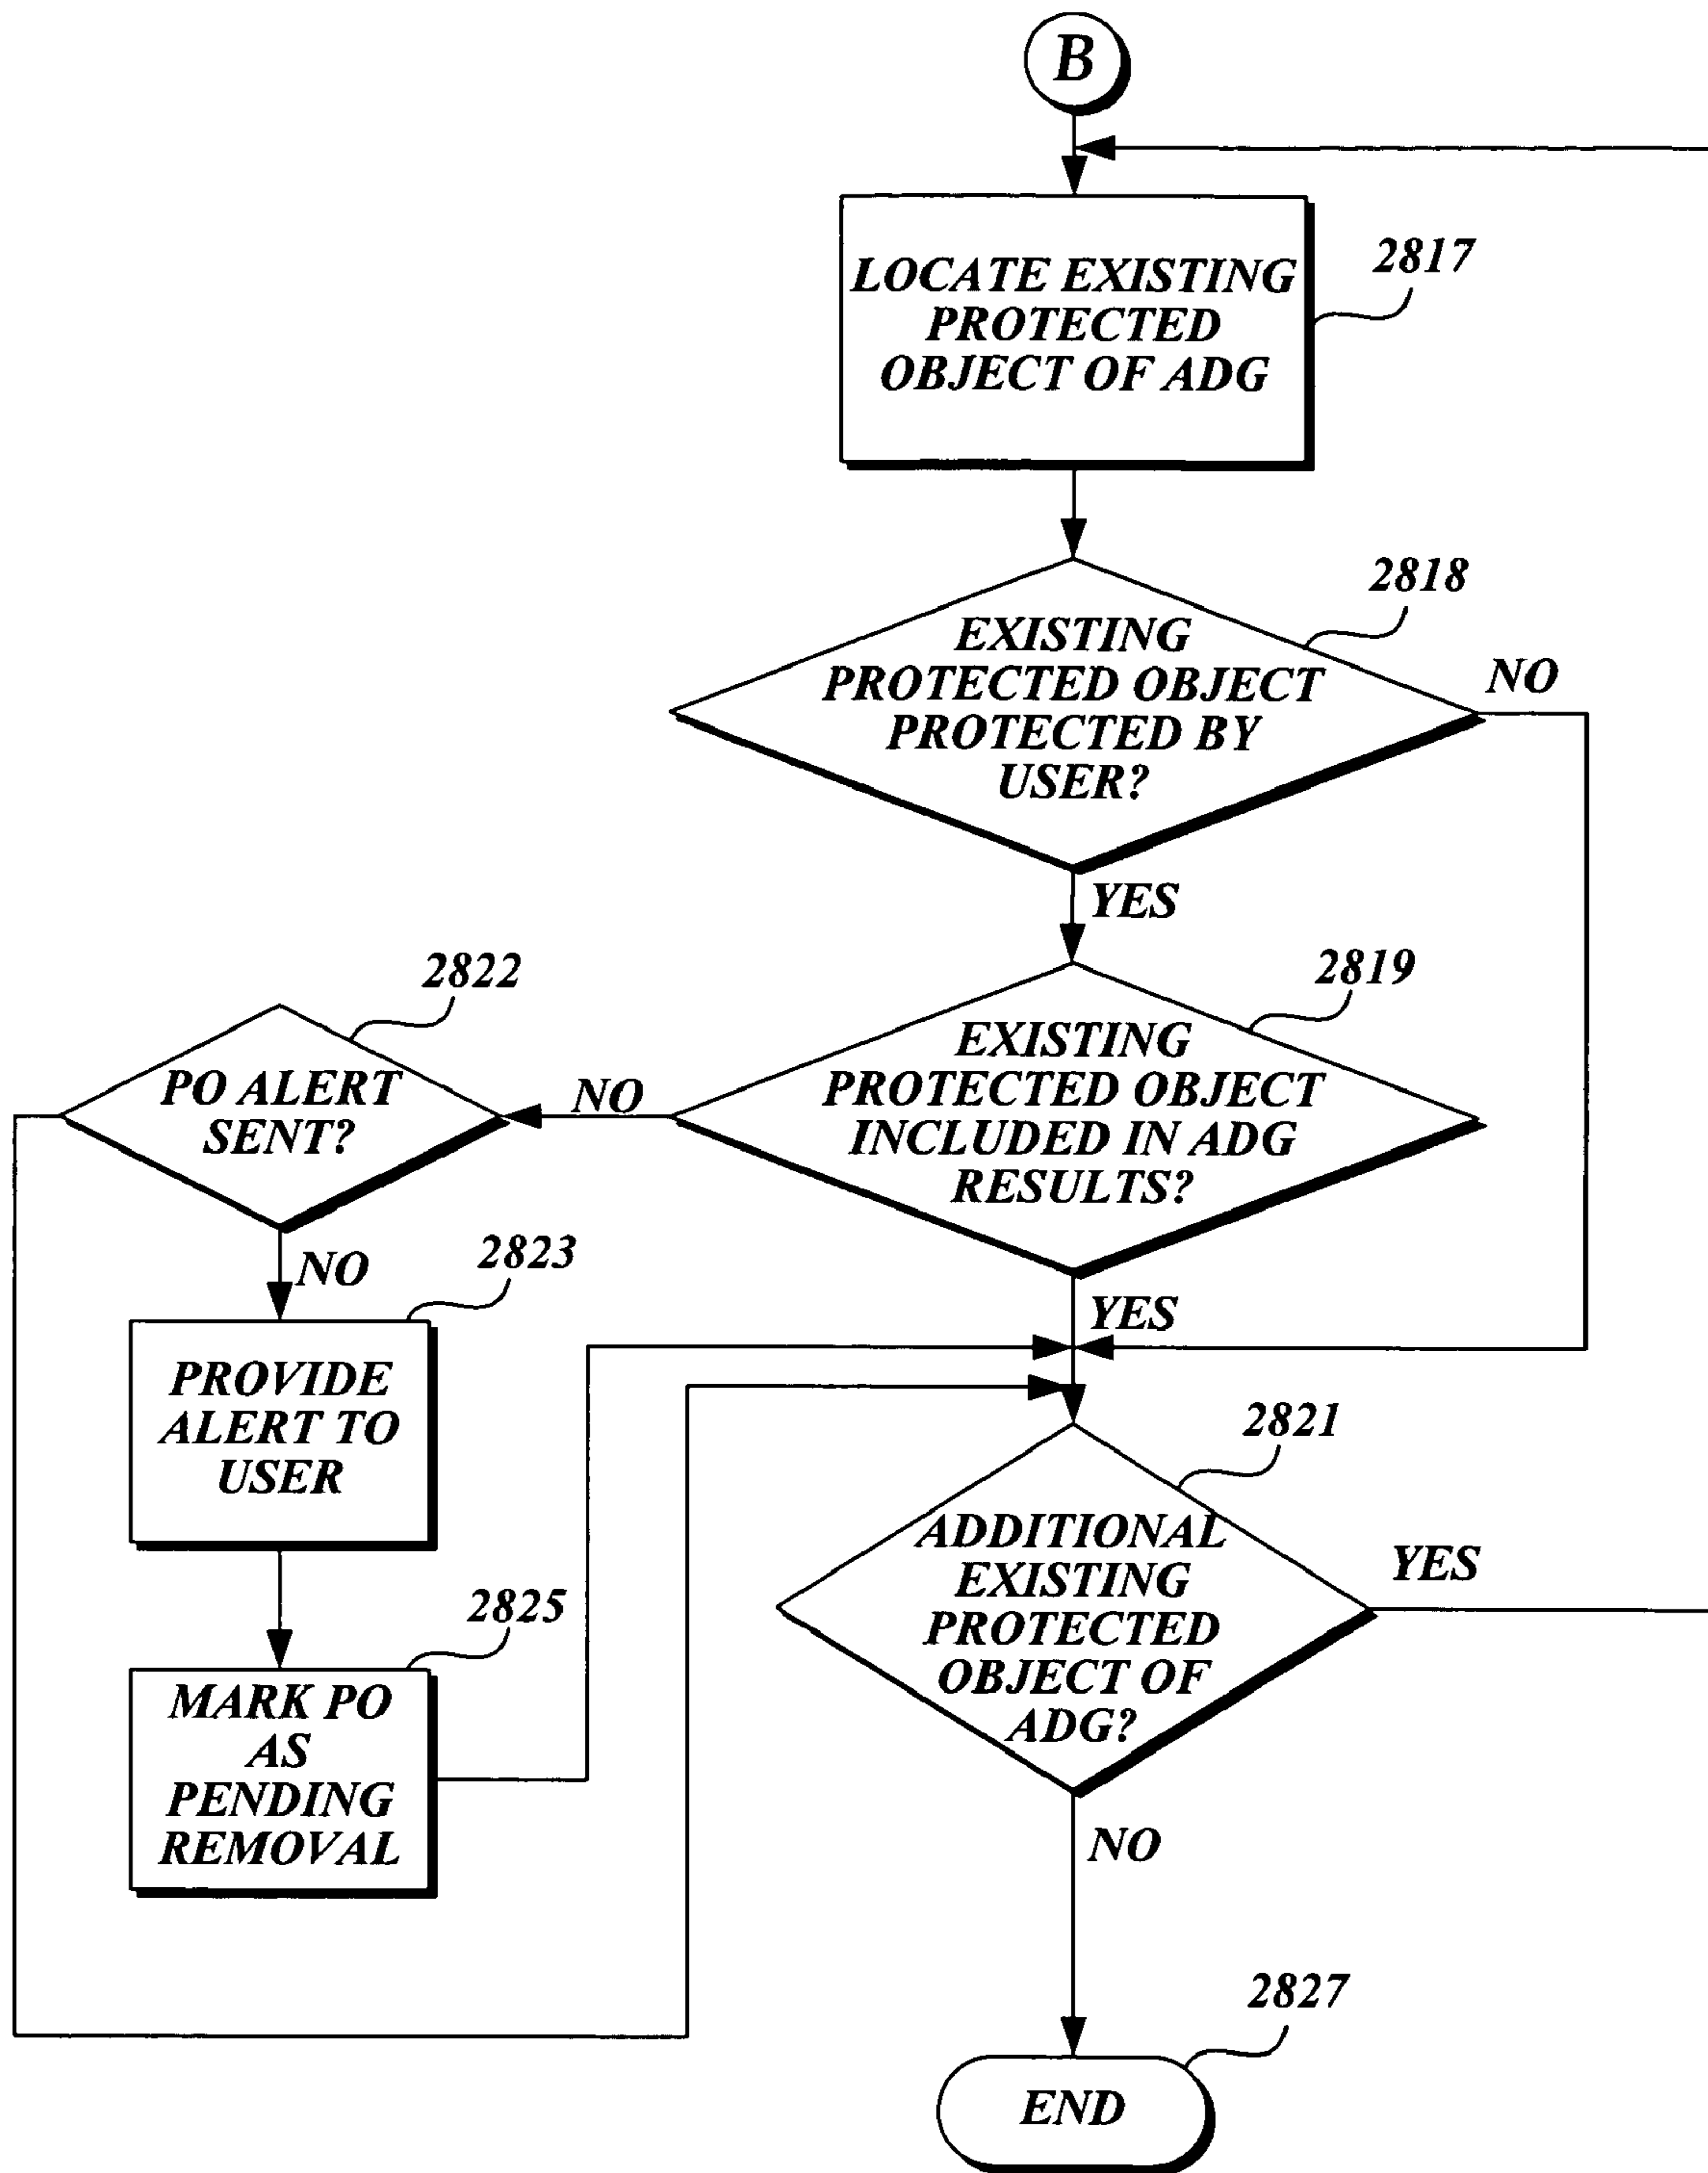 B
LOCATE EXISTING
PROTECTED
OBJECT OF ADG
2817
EXISTING
PROTECTED OBJECT
PROTECTED BY
USER?
2818
NO
YES
EXISTING
PROTECTED OBJECT
INCLUDED IN ADG
RESULTS?
2819
NO
YES
PO ALERT
SENT?
2822
NO
PROVIDE
ALERT TO
USER
2823
MARK PO
AS
PENDING
REMOVAL
2825
ADDITIONAL
EXISTING
PROTECTED
OBJECT OF
ADG?
2821
YES
NO
END
2827